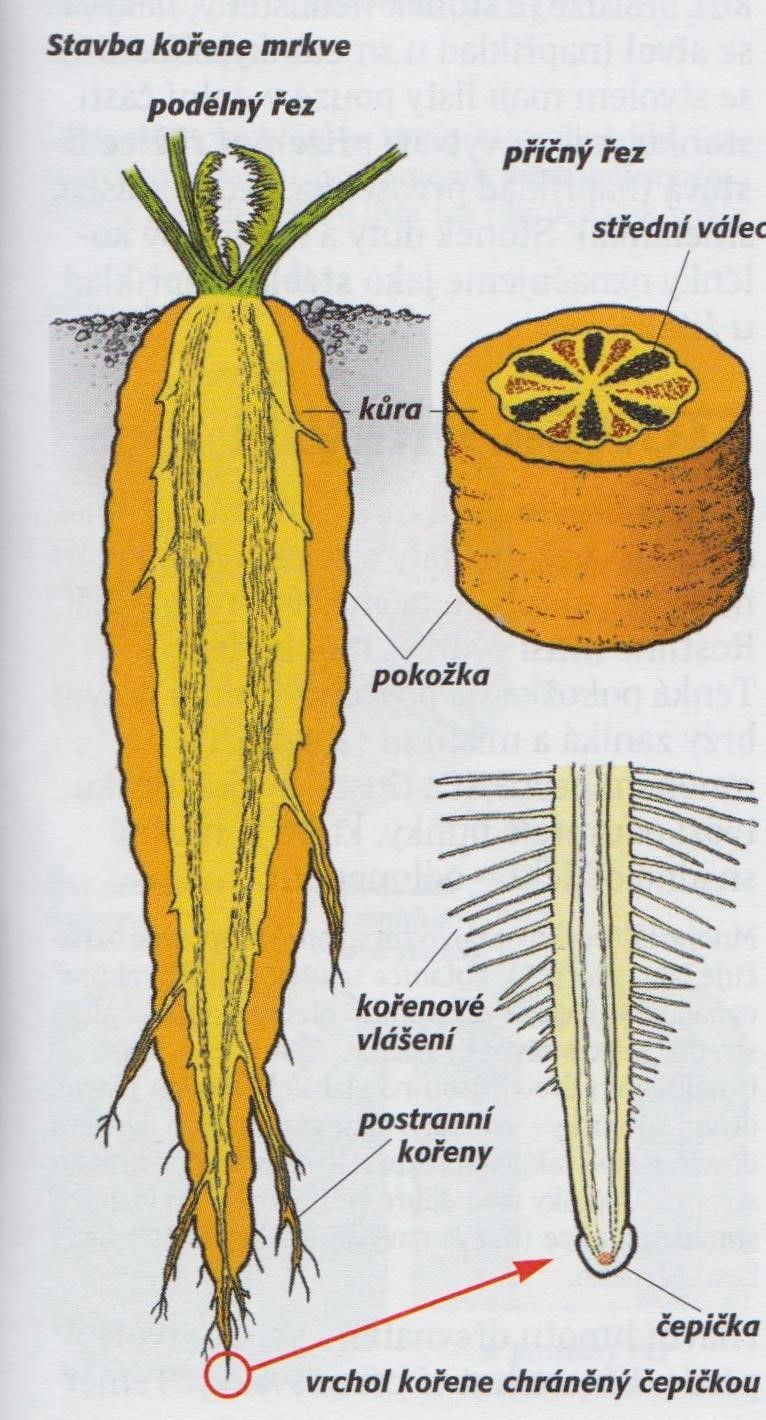 Stavba kořene mrkve
podélný řez
příčný řez
střední válec
kůra
pokožka
kořenové
vlášení
postranní
kořeny
čepička
vrchol kořene chráněný čepičkou